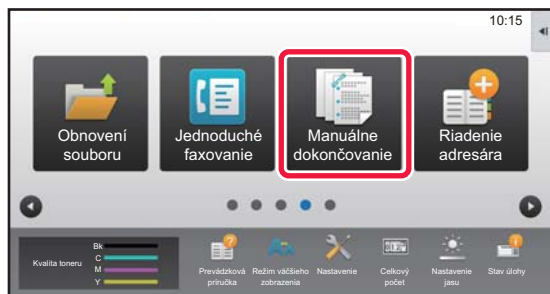 10:15
Obnovení
souboru
Jednoduché
faxovanie
Manuálne
dokončovanie
Riadenie
adresára
Kvalita toneru
Bk
C
M
Y
Prevádzková
príručka
Režim väčšieho
zobrazenia
Nastavenie
Celkový
počet
Nastavenie
jasu
Stav úlohy